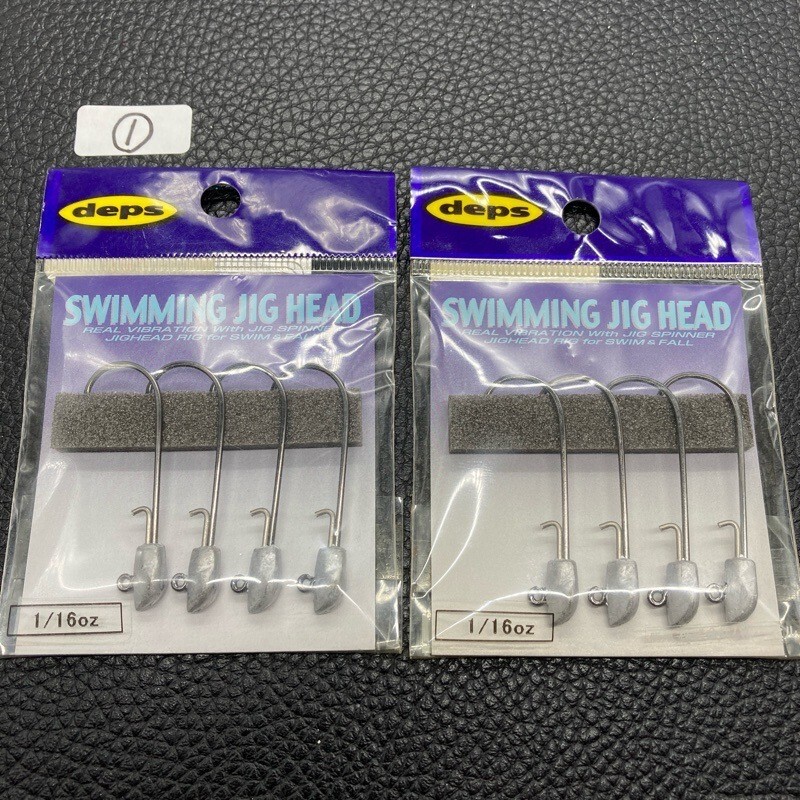 ①
deps
SWIMMING JIG HEAD
REAL VIBRATION with JIG SPINNER
JIGHEAD RIG for SWIM & FALL
1/16oz
deps
SWIMMING JIG HEAD
REAL VIBRATION with JIG SPINNER
JIGHEAD RIG for SWIM & FALL
1/16oz